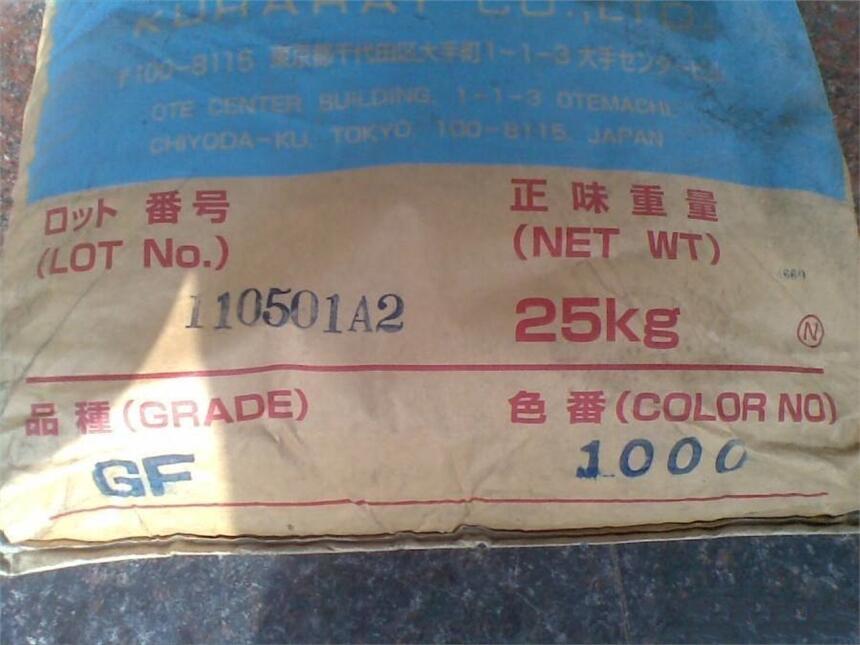 KURARAY CO., LTD.
〒100-8115 東京都千代田区大手町1-1-3 大手センタービル
OTE CENTER BUILDING, 1-1-3 OTEMACHI,
CHIYODA-KU, TOKYO, 100-8115, JAPAN
ロット 番号 正味重量
(LOT No.) (NET WT)
110501A2 25kg N
品種(GRADE) 色番(COLOR NO)
GF 1000